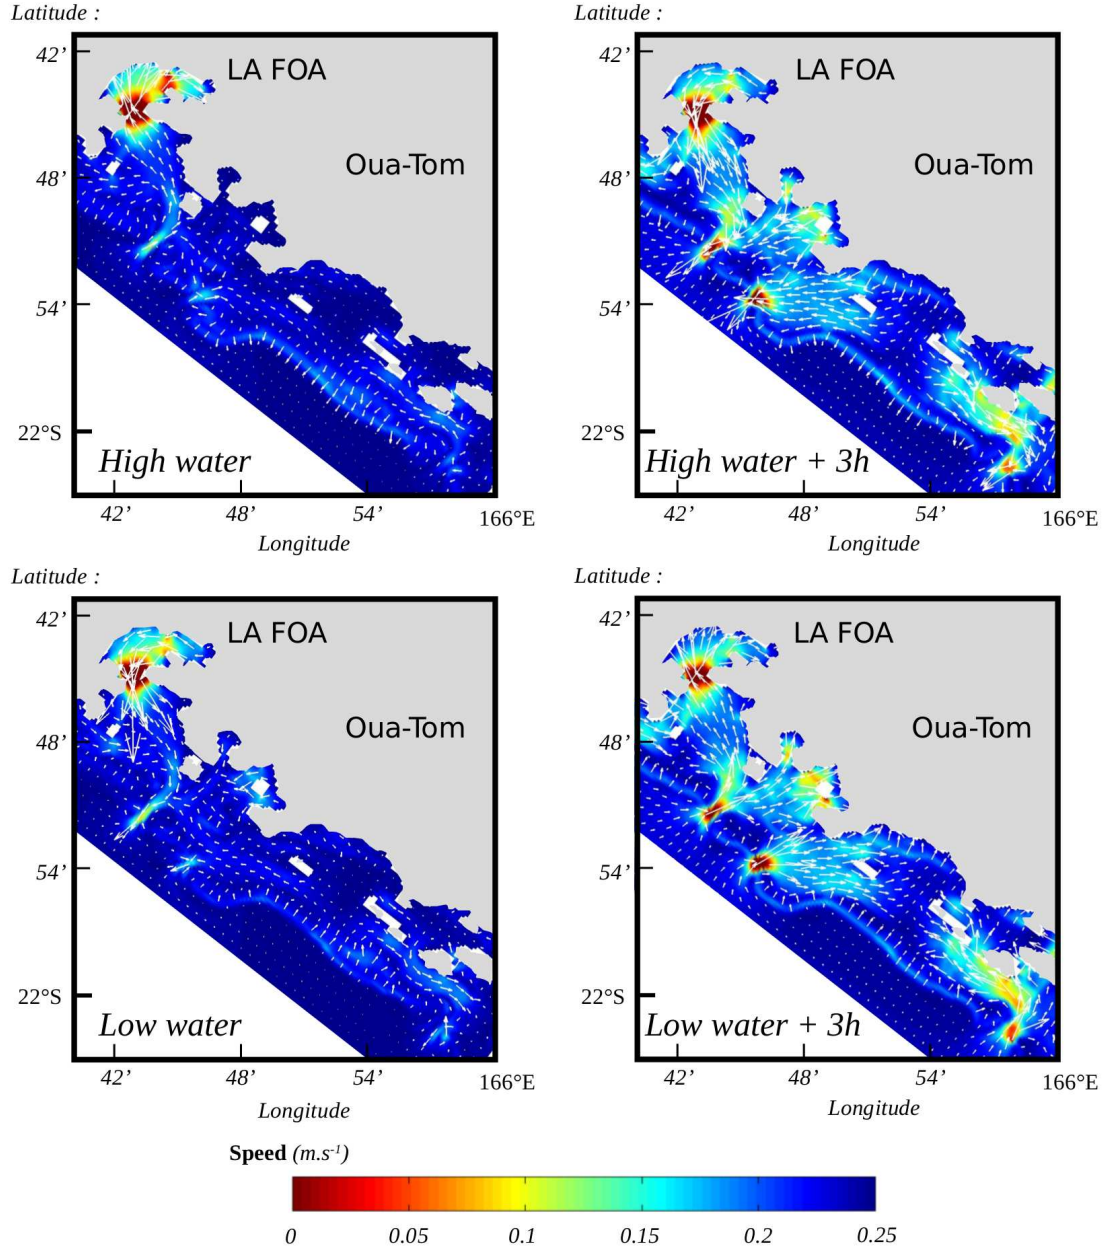 Latitude :
Latitude :
42’
LA FOA
42’
LA FOA
Oua-Tom
Oua-Tom
48’
48’
54’
54’
22°S
High water
22°S
High water + 3h
42’
48’
54’
166°E
42’
48’
54’
166°E
Longitude
Longitude
Latitude :
Latitude :
42’
LA FOA
42’
LA FOA
Oua-Tom
Oua-Tom
48’
48’
54’
54’
22°S
Low water
22°S
Low water + 3h
42’
48’
54’
166°E
42’
48’
54’
166°E
Longitude
Longitude
Speed (m.s⁻¹)
0
0.05
0.1
0.15
0.2
0.25